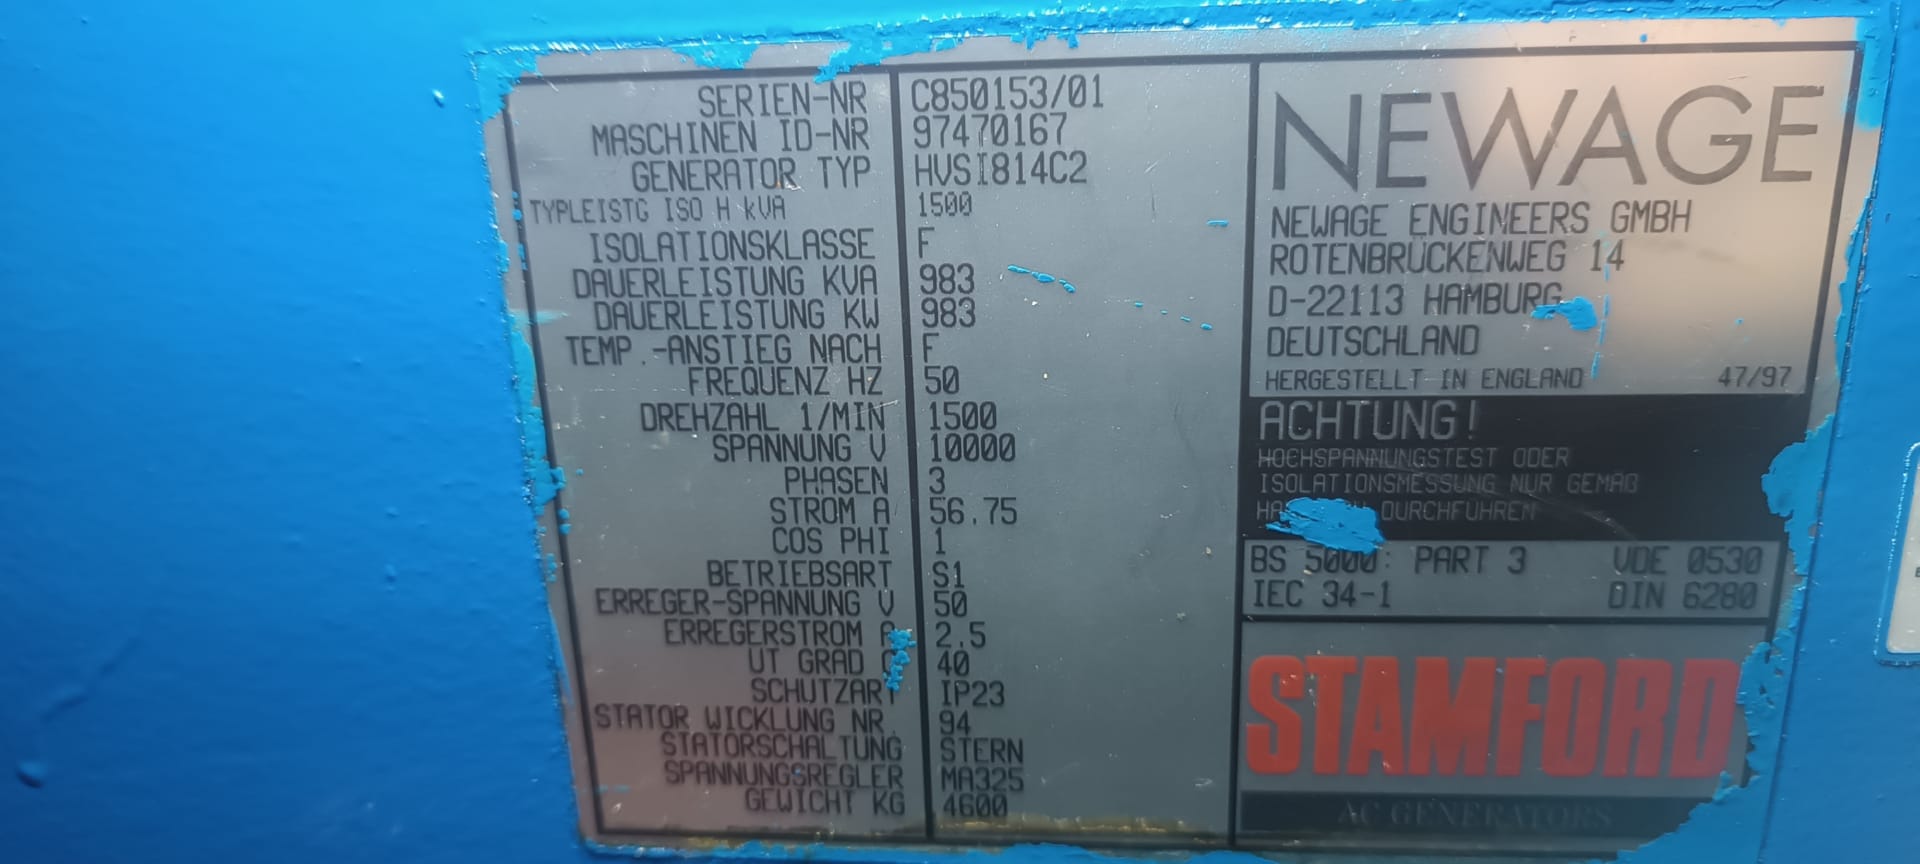 SERIEN-NR C850153/01
MASCHINEN ID-NR 97470167
GENERATOR TYP HVSI814C2
TYPLEISTG ISO H kVA 1500
ISOLATIONSKLASSE F
DAUERLEISTUNG KVA 983
DAUERLEISTUNG KW 983
TEMP.-ANSTIEG NACH F
FREQUENZ HZ 50
DREHZAHL 1/MIN 1500
SPANNUNG V 10000
PHASEN 3
STROM A 56.75
COS PHI 1
BETRIEBSART S1
ERREGER-SPANNUNG V 50
ERREGERSTROM A 2.5
UT GRAD C 40
SCHUTZART IP23
STATOR WICKLUNG NR. 94
STATORSCHALTUNG STERN
SPANNUNGSREGLER MA325
GEWICHT KG 4600
NEWAGE
NEWAGE ENGINEERS GMBH
ROTENBRÜCKENWEG 14
D-22113 HAMBURG
DEUTSCHLAND
HERGESTELLT IN ENGLAND 47/97
ACHTUNG!
HOCHSPANNUNGSTEST ODER
ISOLATIONSMESSUNG NUR GEMÄß
DURCHFÜHREN
BS 5000: PART 3 VDE 0530
IEC 34-1 DIN 6280
STAMFORD
AC GENERATORS